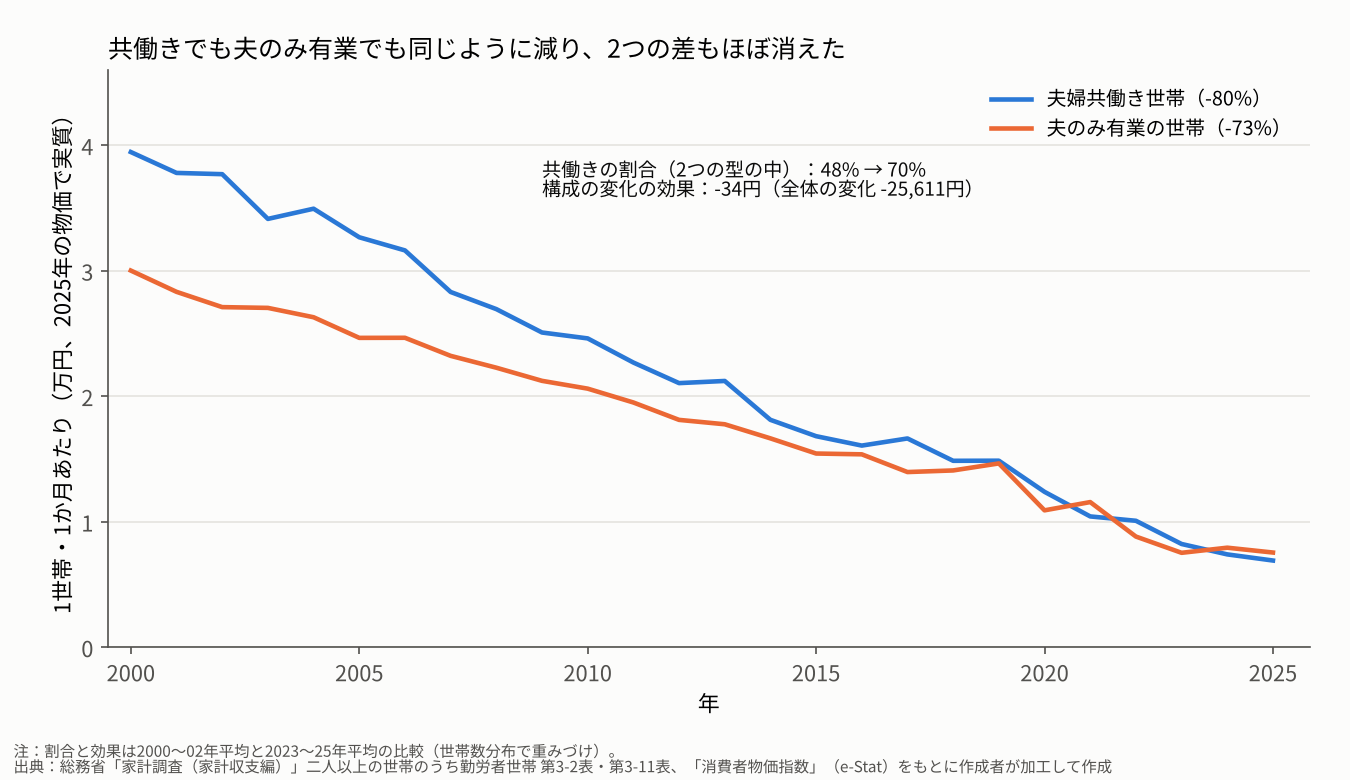 共働きでも夫のみ有業でも同じように減り、2つの差もほぼ消えた
夫婦共働き世帯（-80%）
夫のみ有業の世帯（-73%）
共働きの割合（2つの型の中）：48% → 70%
構成の変化の効果：-34円（全体の変化 -25,611円）
1世帯・1か月あたり（万円、2025年の物価で実質）
4
3
2
1
0
2000
2005
2010
2015
2020
2025
年
注：割合と効果は2000～02年平均と2023～25年平均の比較（世帯数分布で重みづけ）。
出典：総務省「家計調査（家計収支編）」二人以上の世帯のうち勤労者世帯 第3-2表・第3-11表、「消費者物価指数」（e-Stat）をもとに作成者が加工して作成